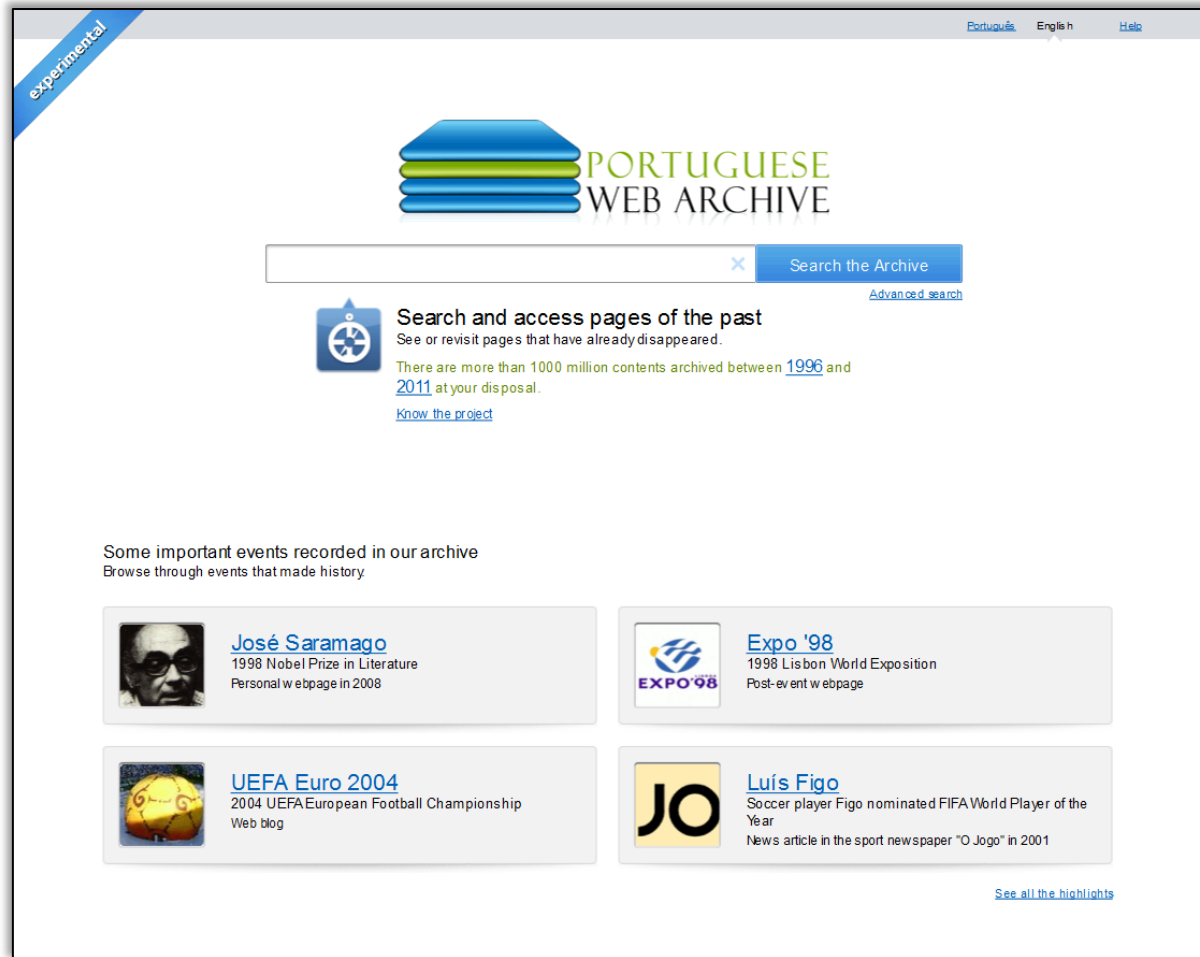 experimental
Português English Help
PORTUGUESE
WEB ARCHIVE
Search the Archive
Advanced search
Search and access pages of the past
See or revisit pages that have already disappeared.
There are more than 1000 million contents archived between 1996 and
2011 at your disposal.
Know the project
Some important events recorded in our archive
Browse through events that made history.
José Saramago
1998 Nobel Prize in Literature
Personal webpage in 2008
LISBOA
EXPO'98
Expo '98
1998 Lisbon World Exposition
Post-event webpage
UEFA Euro 2004
2004 UEFA European Football Championship
Web blog
JO
Luís Figo
Soccer player Figo nominated FIFA World Player of the
Year
News article in the sport newspaper "O Jogo" in 2001
See all the highlights